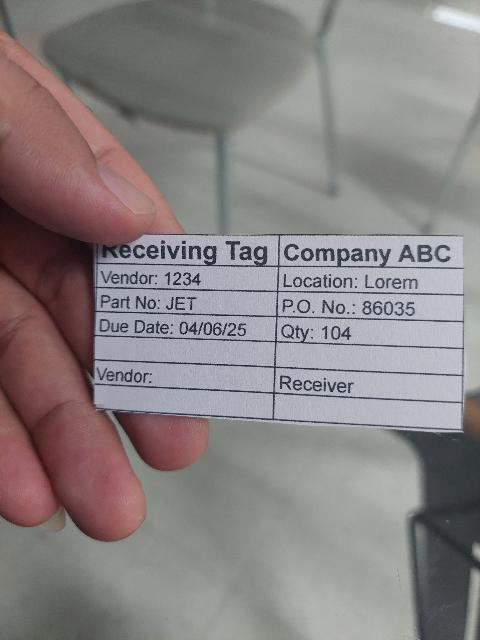 Receiving Tag Company ABC
Vendor: 1234 Location: Lorem
Part No: JET P.O. No.: 86035
Due Date: 04/06/25 Qty: 104
Vendor: Receiver